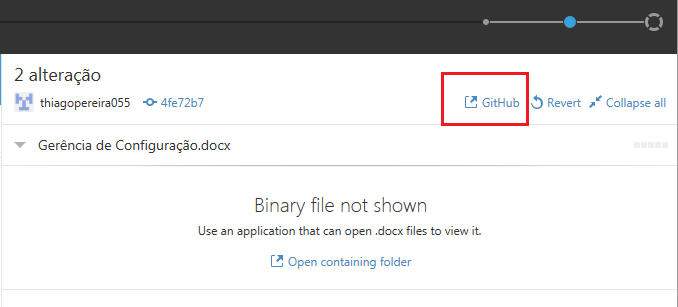 2 alteração
thiagopereira055 4fe72b7 GitHub Revert Collapse all
Gerência de Configuração.docx
Binary file not shown
Use an application that can open .docx files to view it.
Open containing folder